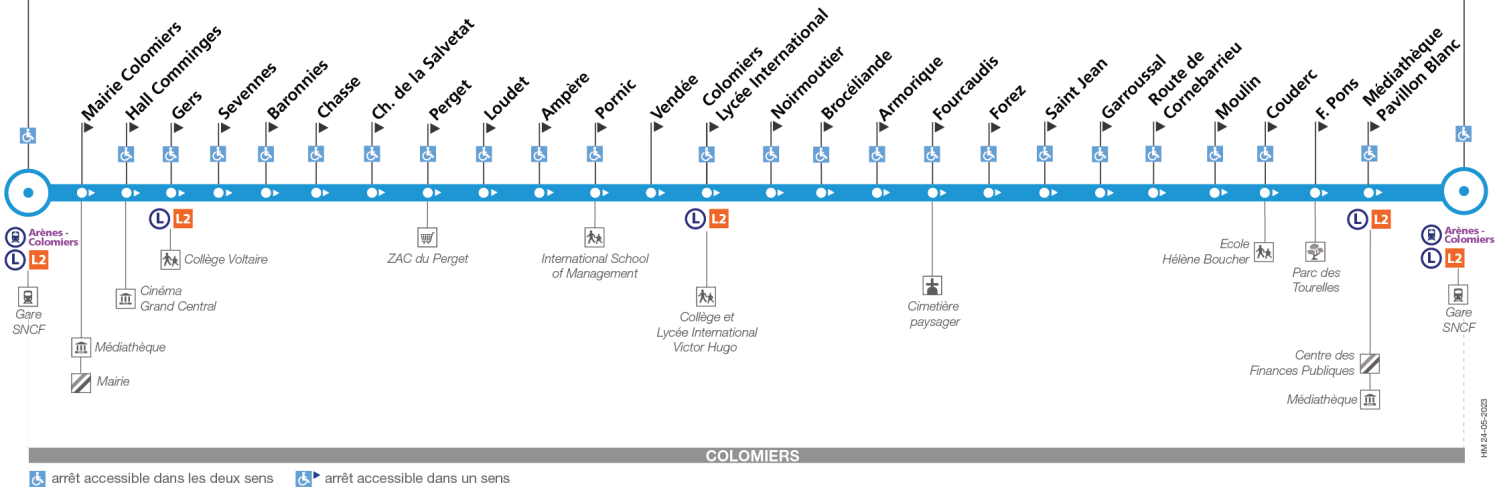 Mairie Colomiers
Hall Comminges
Gers
Sevennes
Baronnies
Chasse
Ch. de la Salvetat
Perget
Loudet
Ampère
Pornic
Vendée
Colomiers
Lycée International
Noirmoutier
Brocéliande
Armorique
Fourcaudis
Forez
Saint Jean
Garroussal
Route de
Cornebarrieu
Moulin
Couderc
F. Pons
Médiathèque
Pavillon Blanc
Arènes -
Colomiers
L L2
Gare
SNCF
Médiathèque
Mairie
Cinéma
Grand Central
L L2
Collège Voltaire
ZAC du Perget
International School
of Management
L L2
Collège et
Lycée International
Victor Hugo
Cimetière
paysager
Ecole
Hélène Boucher
Parc des
Tourelles
L L2
Centre des
Finances Publiques
Médiathèque
Arènes -
Colomiers
L L2
Gare
SNCF
HM 24-05-2023
COLOMIERS
arrêt accessible dans les deux sens
arrêt accessible dans un sens